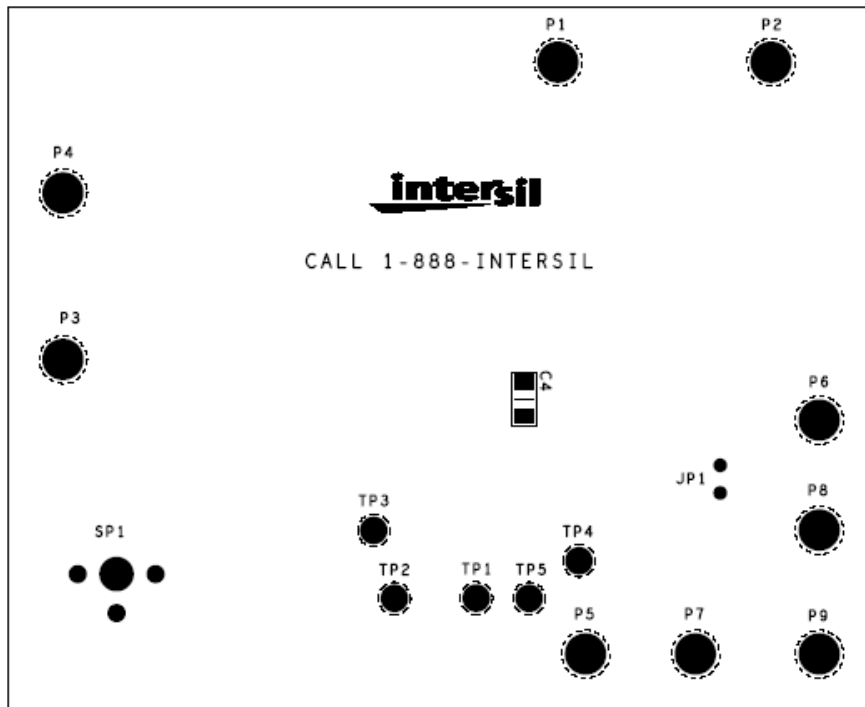 P1
P2
P4
intersil
CALL 1-888-INTERSIL
P3
C4
P6
JP1
P8
TP3
SP1
TP4
TP2
TP1
TP5
P5
P7
P9